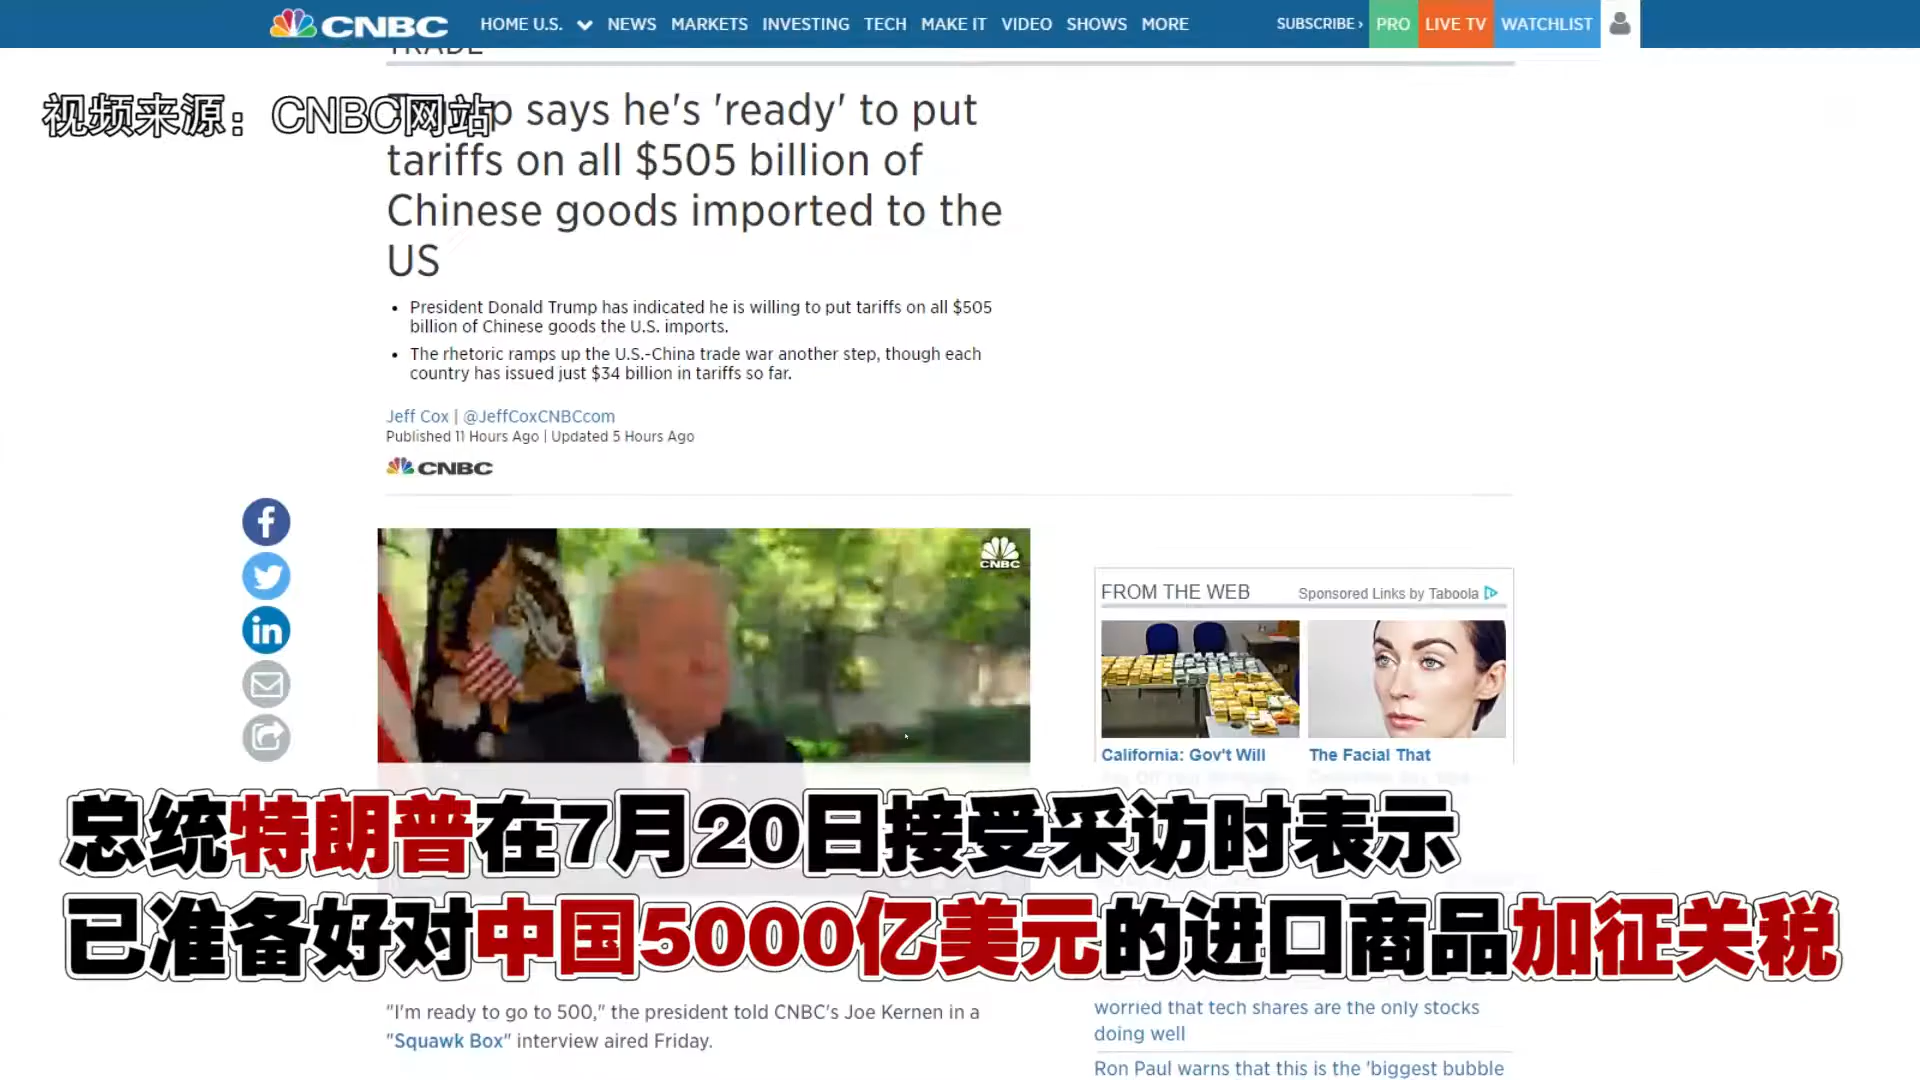 CNBC
HOME U.S. NEWS MARKETS INVESTING TECH MAKE IT VIDEO SHOWS MORE
SUBSCRIBE PRO LIVE TV WATCHLIST
TRADE
视频来源：CNBC网站
says he's 'ready' to put
tariffs on all $505 billion of
Chinese goods imported to the
US
• President Donald Trump has indicated he is willing to put tariffs on all $505
billion of Chinese goods the U.S. imports.
• The rhetoric ramps up the U.S.-China trade war another step, though each
country has issued just $34 billion in tariffs so far.
Jeff Cox | @JeffCoxCNBCcom
Published 11 Hours Ago | Updated 5 Hours Ago
CNBC
CNBC
FROM THE WEB
Sponsored Links by Taboola
California: Gov't Will
The Facial That
总统特朗普在7月20日接受采访时表示
已准备好对中国5000亿美元的进口商品加征关税
"I'm ready to go to 500," the president told CNBC's Joe Kernen in a
"Squawk Box" interview aired Friday.
worried that tech shares are the only stocks
doing well
Ron Paul warns that this is the 'biggest bubble